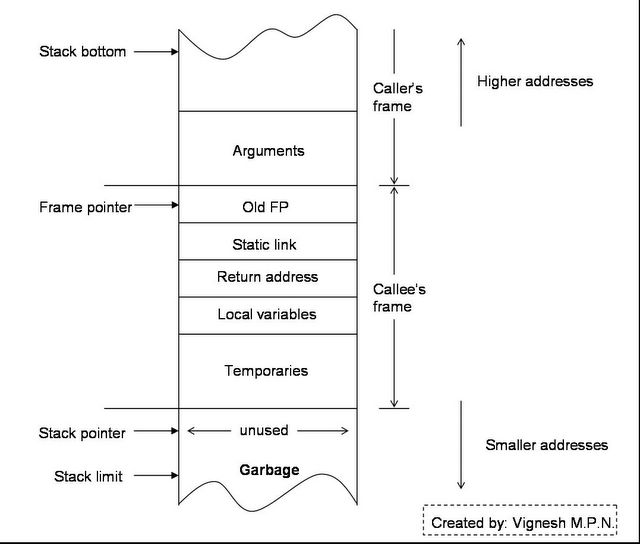 Stack bottom
Caller's
frame
Higher addresses
Arguments
Frame pointer
Old FP
Static link
Return address
Callee's
frame
Local variables
Temporaries
Stack pointer
unused
Smaller addresses
Stack limit
Garbage
Created by: Vignesh M.P.N.